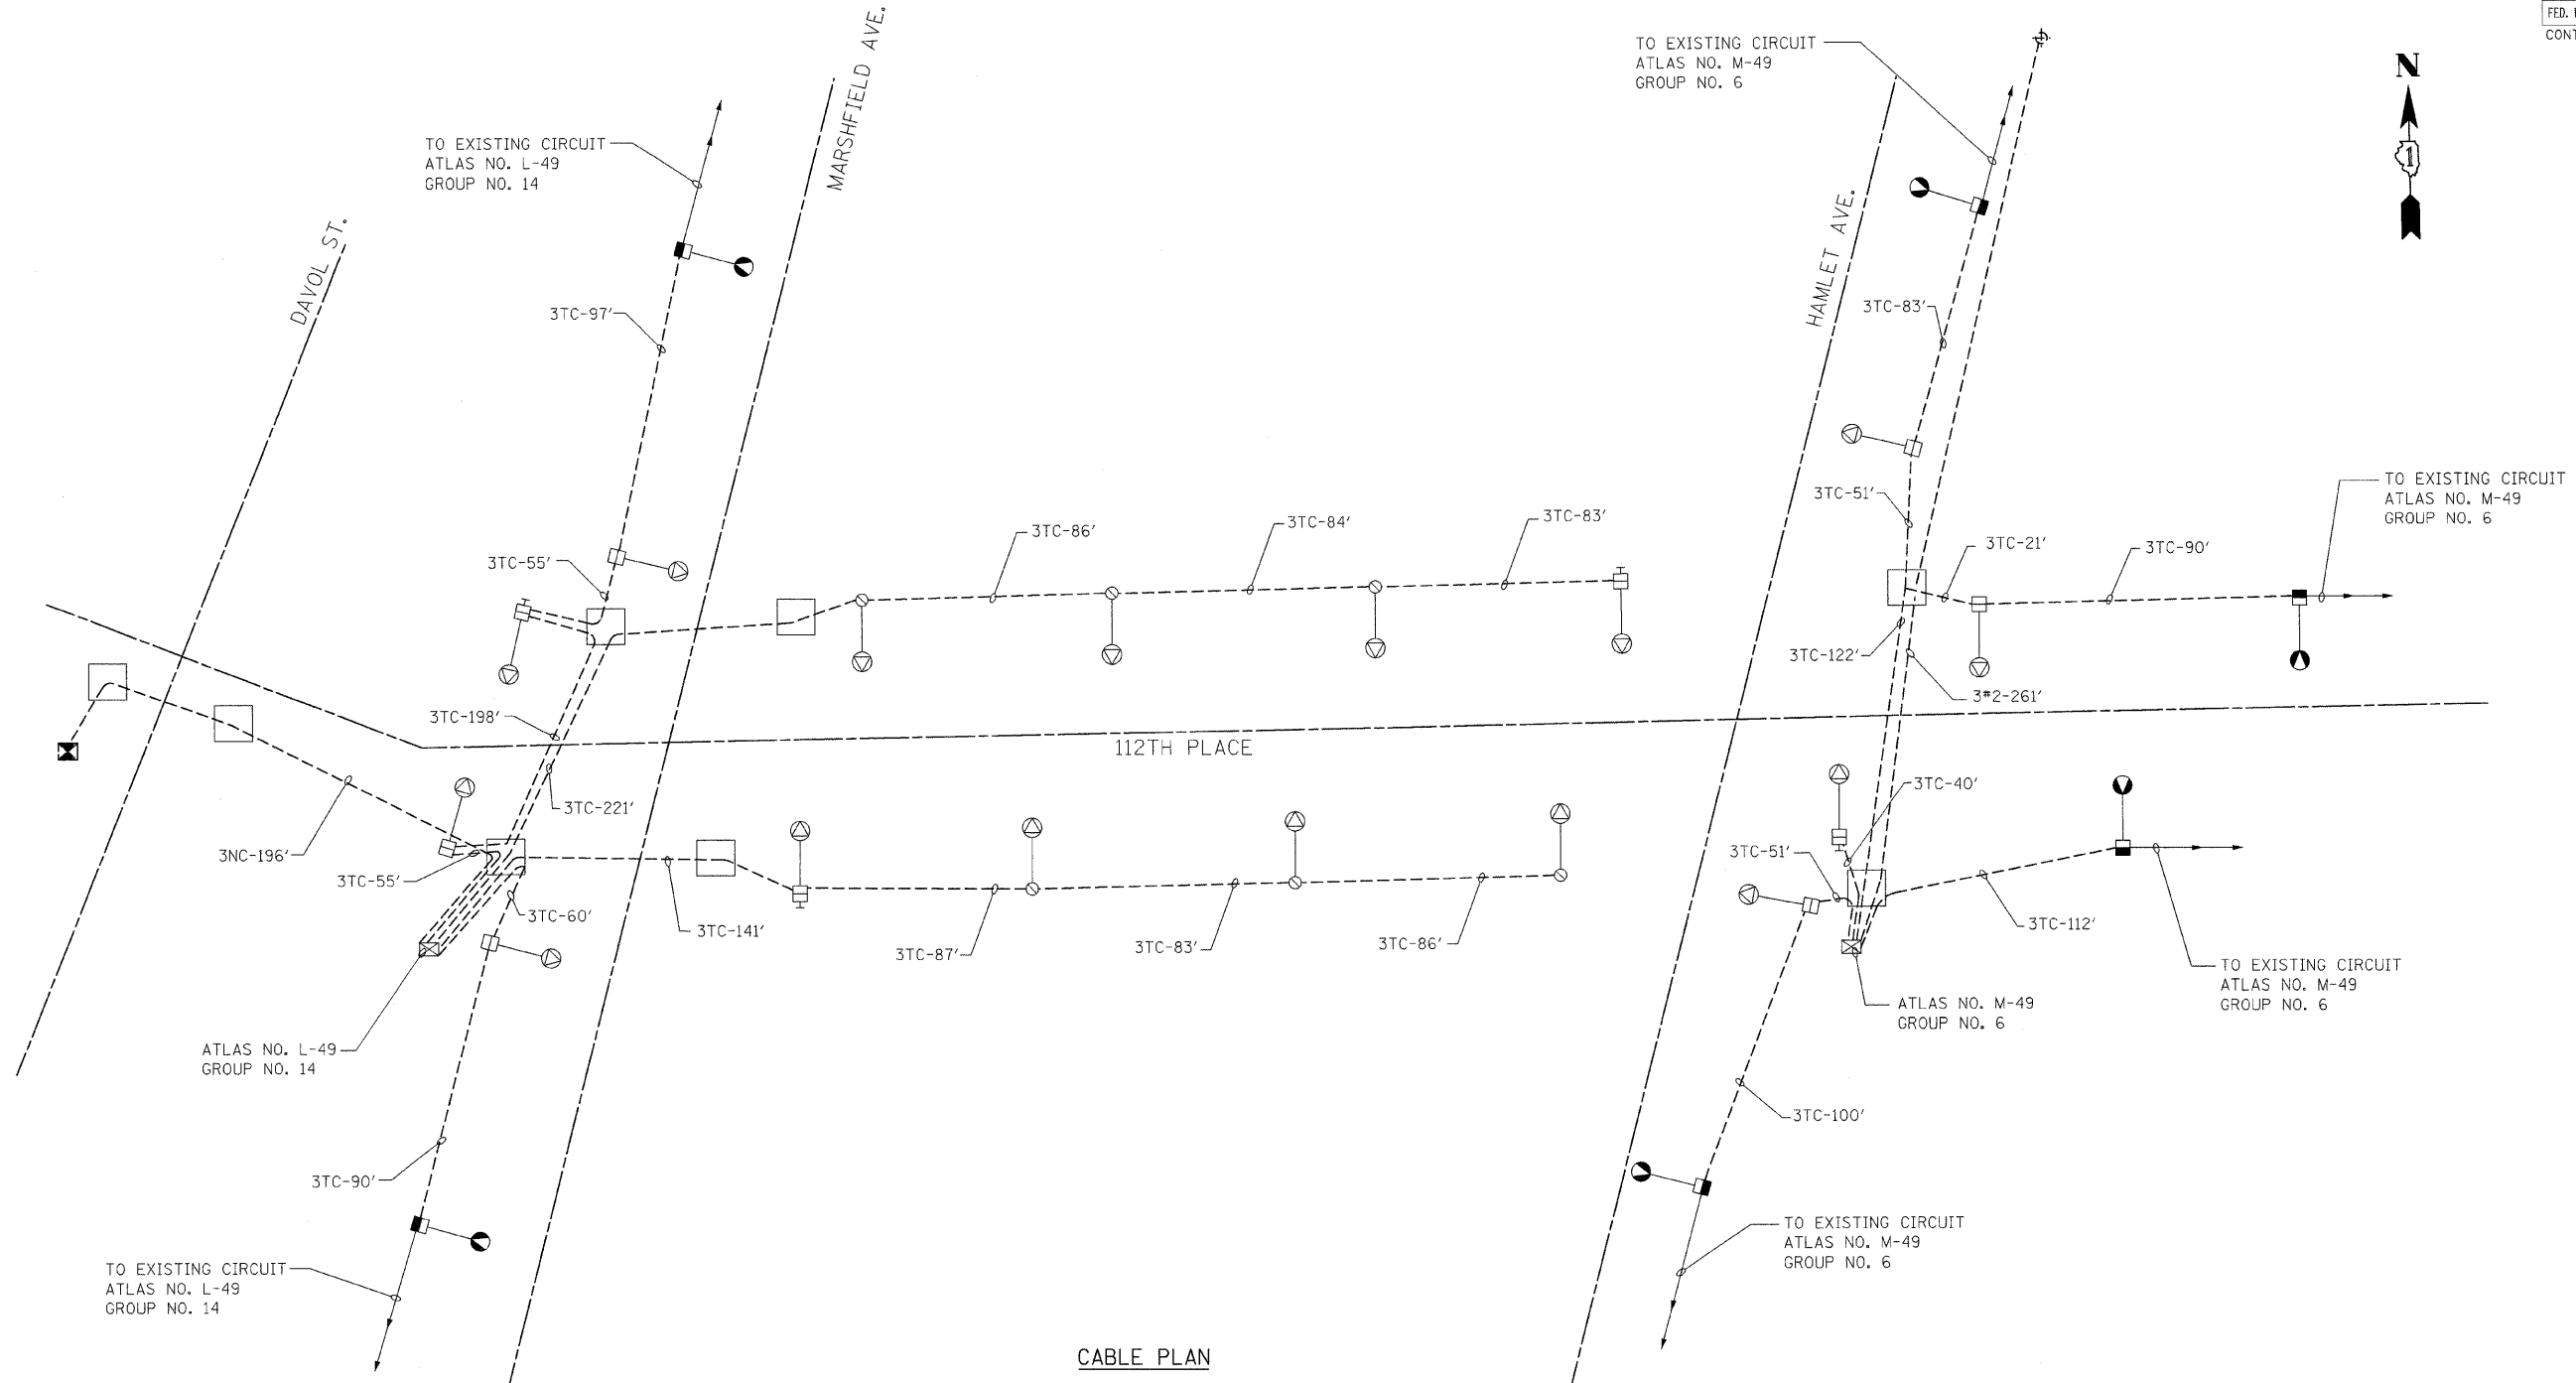 FED.
CONT
TO EXISTING CIRCUIT
ATLAS NO. M-49
GROUP NO. 6
N
1
MARSHFIELD AVE.
TO EXISTING CIRCUIT
ATLAS NO. L-49
GROUP NO. 14
DAVOL ST.
HAMLET AVE.
3TC-97'
3TC-83'
TO EXISTING CIRCUIT
ATLAS NO. M-49
GROUP NO. 6
3TC-51'
3TC-86'
3TC-84'
3TC-83'
3TC-55'
3TC-21'
3TC-90'
3TC-122'
3#2-261'
3TC-198'
112TH PLACE
3TC-221'
3TC-40'
3NC-196'
3TC-55'
3TC-51'
3TC-60'
3TC-141'
3TC-87'
3TC-83'
3TC-86'
3TC-112'
TO EXISTING CIRCUIT
ATLAS NO. M-49
GROUP NO. 6
ATLAS NO. M-49
GROUP NO. 6
ATLAS NO. L-49
GROUP NO. 14
3TC-100'
3TC-90'
TO EXISTING CIRCUIT
ATLAS NO. M-49
GROUP NO. 6
TO EXISTING CIRCUIT
ATLAS NO. L-49
GROUP NO. 14
CABLE PLAN